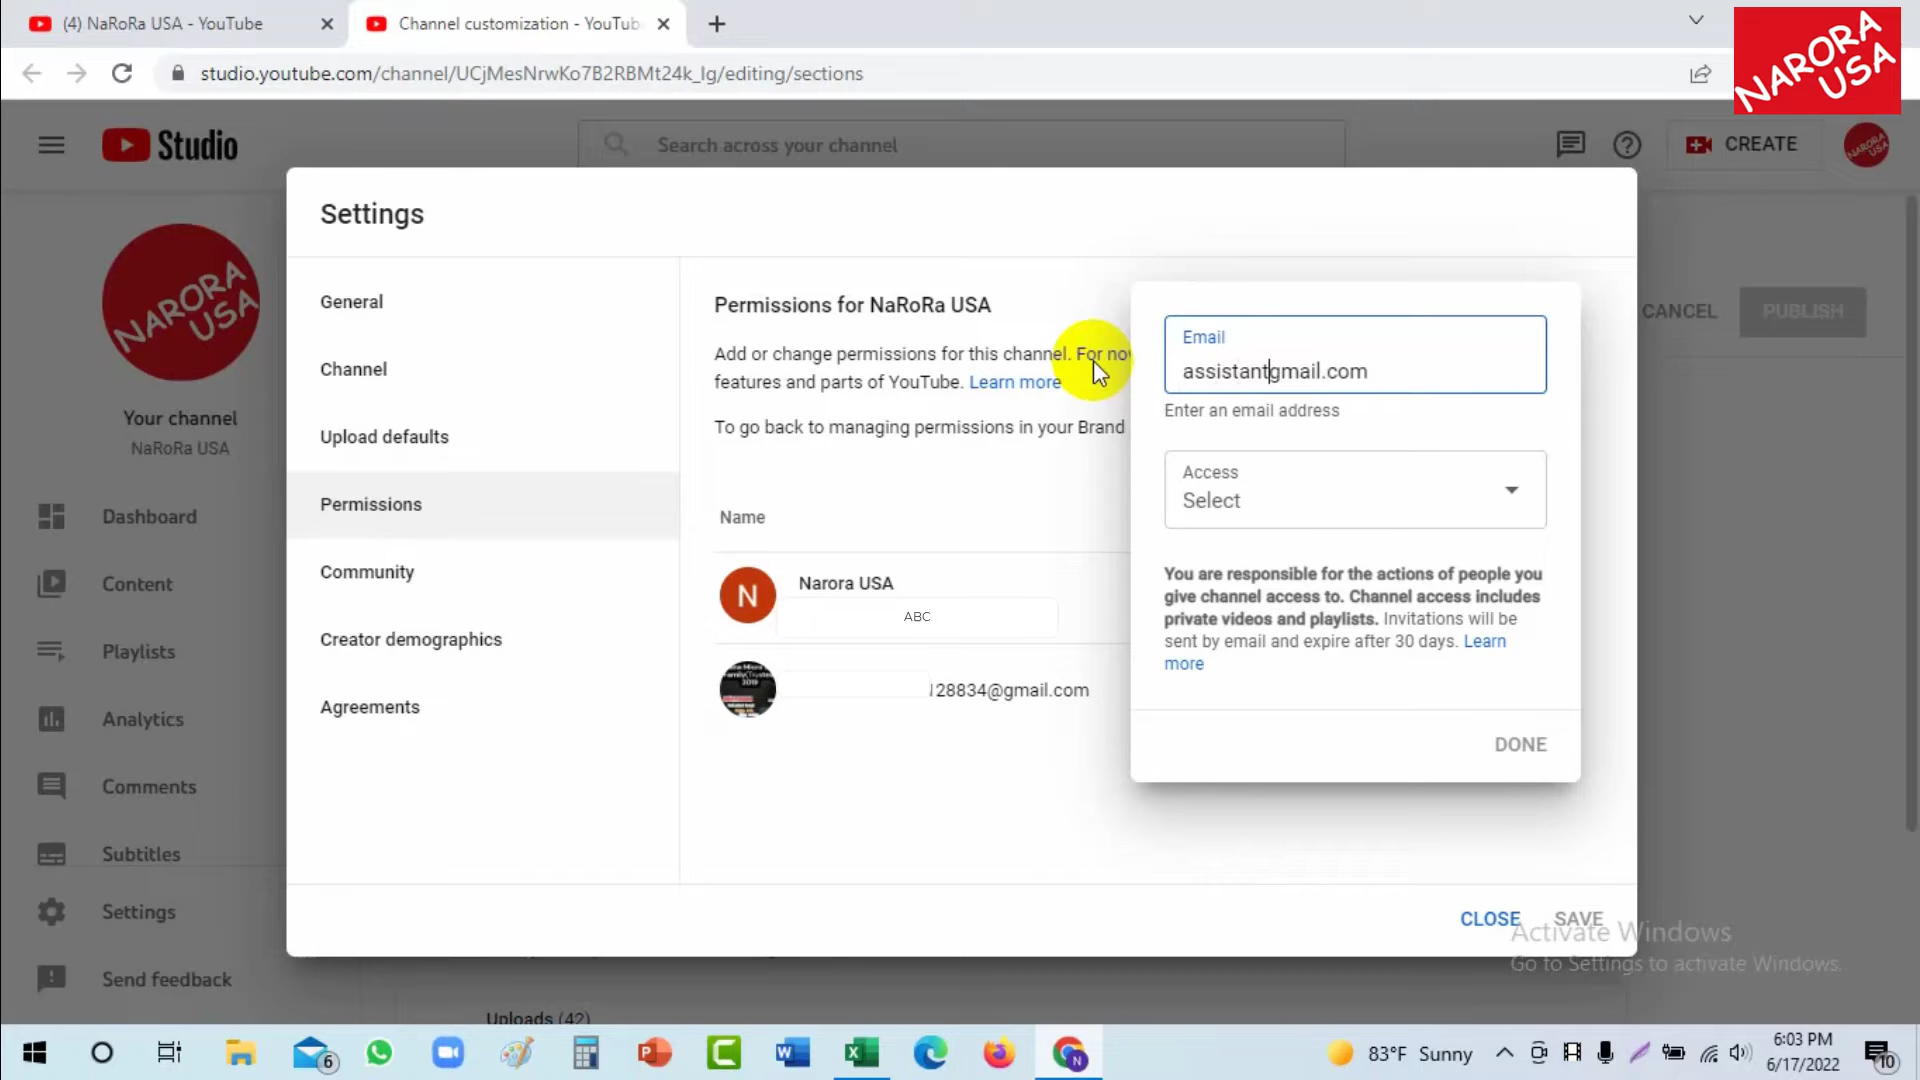 (4) NaRoRa USA - YouTube
Channel customization - YouTub
studio.youtube.com/channel/UCjMesNrwKo7B2RBMt24k_Ig/editing/sections
NARORA
USA
Studio
Search across your channel
CREATE
NARORA
USA
NARORA
USA
Your channel
NaRoRa USA
Dashboard
Content
Playlists
Analytics
Comments
Subtitles
Settings
Send feedback
CANCEL
PUBLISH
Settings
General
Channel
Upload defaults
Permissions
Community
Creator demographics
Agreements
Permissions for NaRoRa USA
Add or change permissions for this channel. For nov
features and parts of YouTube. Learn more
To go back to managing permissions in your Brand
Name
N
Narora USA
ABC
128834@gmail.com
Email
assistantgmail.com
Enter an email address
Access
Select
You are responsible for the actions of people you
give channel access to. Channel access includes
private videos and playlists. Invitations will be
sent by email and expire after 30 days. Learn
more
DONE
CLOSE
SAVE
Activate Windows
Go to Settings to activate Windows.
Uploads (42)
6
83°F Sunny
6:03 PM
6/17/2022
10